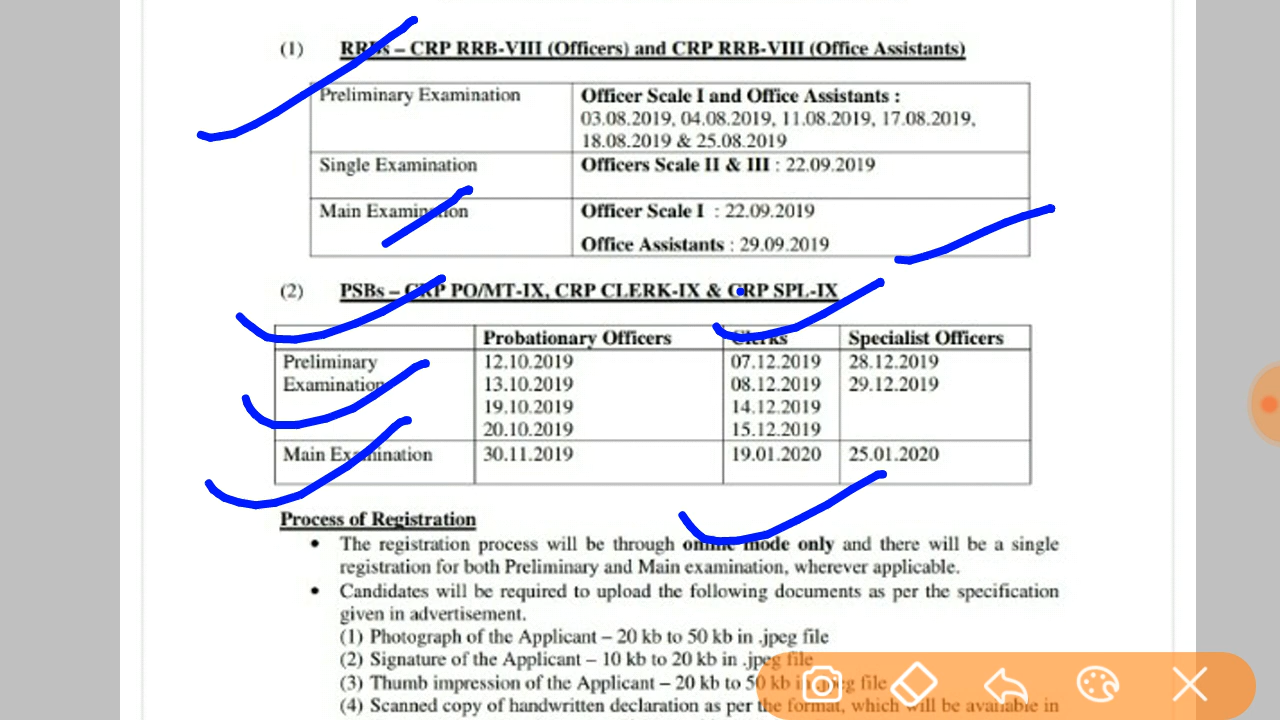 (1) RRBs – CRP RRB-VIII (Officers) and CRP RRB-VIII (Office Assistants)
Preliminary Examination Officer Scale I and Office Assistants :
03.08.2019, 04.08.2019, 11.08.2019, 17.08.2019,
18.08.2019 & 25.08.2019
Single Examination Officers Scale II & III : 22.09.2019
Main Examination Officer Scale I : 22.09.2019
Office Assistants : 29.09.2019
(2) PSBs – CRP PO/MT-IX, CRP CLERK-IX & CRP SPL-IX
Probationary Officers Clerks Specialist Officers
Preliminary 12.10.2019 07.12.2019 28.12.2019
Examination 13.10.2019 08.12.2019 29.12.2019
19.10.2019 14.12.2019
20.10.2019 15.12.2019
Main Examination 30.11.2019 19.01.2020 25.01.2020
Process of Registration
• The registration process will be through online mode only and there will be a single
registration for both Preliminary and Main examination, wherever applicable.
• Candidates will be required to upload the following documents as per the specification
given in advertisement.
(1) Photograph of the Applicant – 20 kb to 50 kb in .jpeg file
(2) Signature of the Applicant – 10 kb to 20 kb in .jpeg file
(3) Thumb impression of the Applicant – 20 kb to 50 kb in .jpeg file
(4) Scanned copy of handwritten declaration as per the format, which will be available in